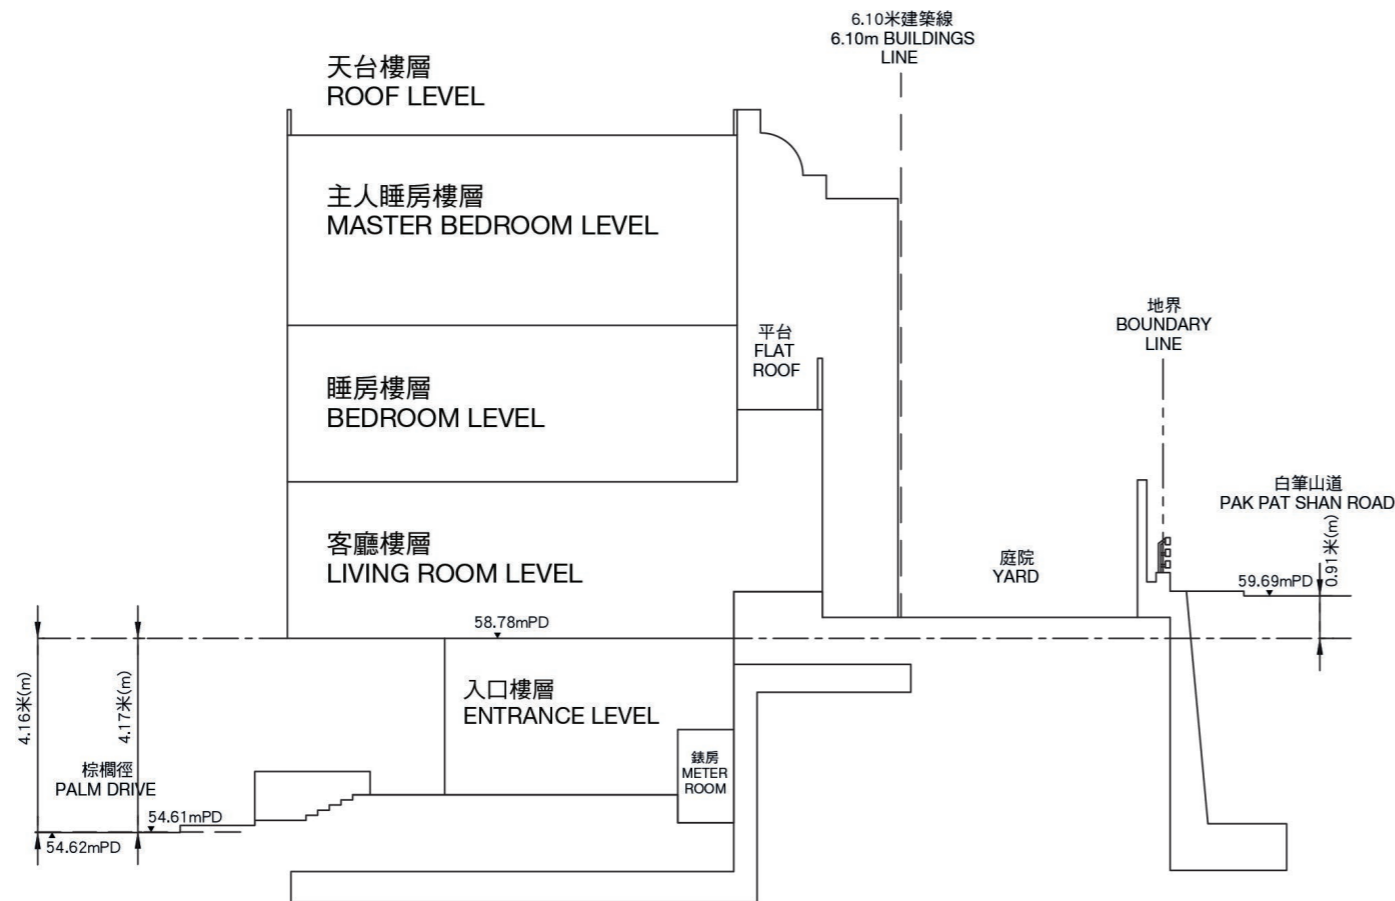 6.10米建築線
6.10m BUILDINGS
LINE
天台樓層
ROOF LEVEL
主人睡房樓層
MASTER BEDROOM LEVEL
地界
BOUNDARY
LINE
平台
FLAT
ROOF
睡房樓層
BEDROOM LEVEL
白筆山道
PAK PAT SHAN ROAD
客廳樓層
LIVING ROOM LEVEL
庭院
YARD
59.69mPD
0.91米(m)
58.78mPD
4.16米(m)
4.17米(m)
入口樓層
ENTRANCE LEVEL
錶房
METER
ROOM
棕櫚徑
PALM DRIVE
54.61mPD
54.62mPD